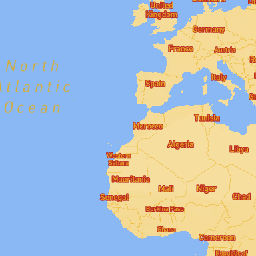 United
Kingdom
Germany
France
Austria
North
Atlantic
Ocean
Spain
Italy
Tunisia
Morocco
Algeria
Libya
Western
Sahara
Mauritania
Mali
Niger
Chad
Senegal
Burkina Faso
Ghana
Cameroon